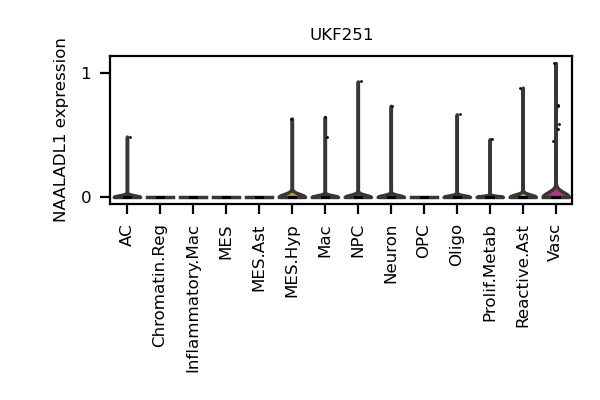 UKF251
NAALADL1 expression
1
0
AC
Chromatin.Reg
Inflammatory.Mac
MES
MES.Ast
MES.Hyp
Mac
NPC
Neuron
OPC
Oligo
Prolif.Metab
Reactive.Ast
Vasc